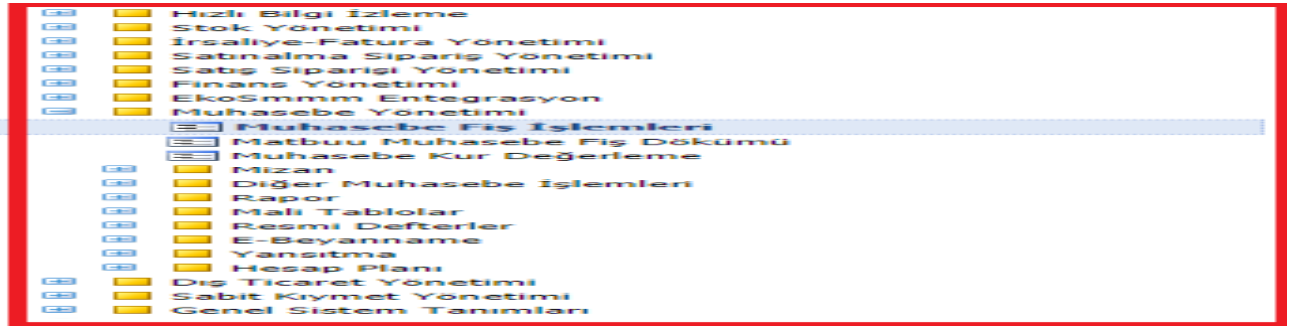 Hızlı Bilgi İzleme
Stok Yönetimi
İrsaliye-Fatura Yönetimi
Satınalma Sipariş Yönetimi
Satış Siparişi Yönetimi
Finans Yönetimi
EkoSmmm Entegrasyon
Muhasebe Yönetimi
Muhasebe Fiş İşlemleri
Matbuu Muhasebe Fiş Dökümü
Muhasebe Kur Değerleme
Mizan
Diğer Muhasebe İşlemleri
Rapor
Mali Tablolar
Resmi Defterler
E-Beyanname
Yansıtma
Hesap Planı
Dış Ticaret Yönetimi
Sabit Kıymet Yönetimi
Genel Sistem Tanımları